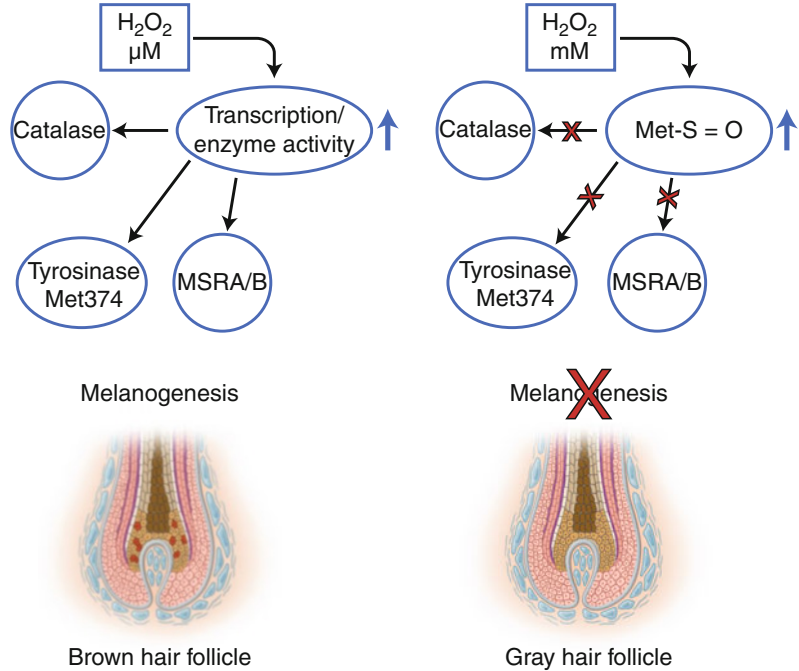 H₂O₂
µM
Transcription/
enzyme activity
Catalase
Tyrosinase
Met374
MSRA/B
Melanogenesis
Brown hair follicle
H₂O₂
mM
Met-S = O
Catalase
Tyrosinase
Met374
MSRA/B
Melanogenesis
Gray hair follicle